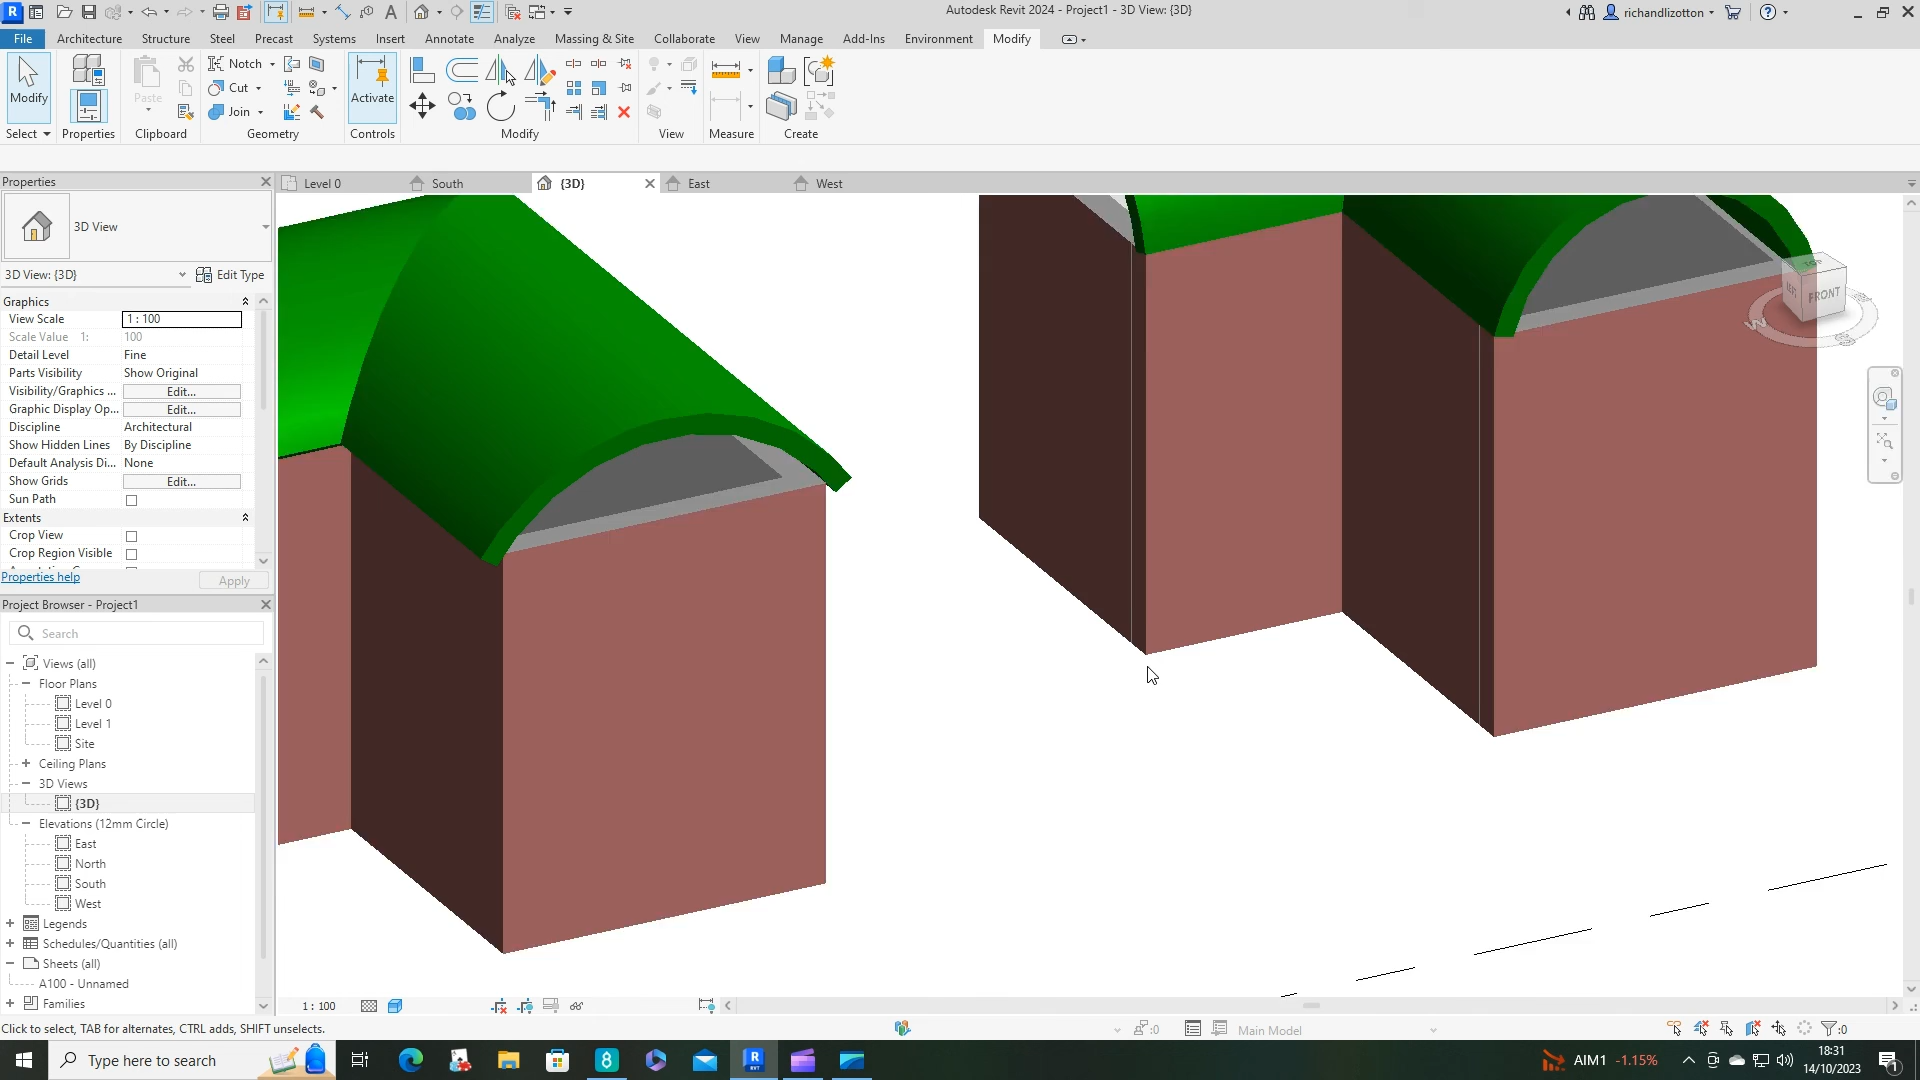 Autodesk Revit 2024 - Project1 - 3D View: {3D}
richandlizotton
File Architecture Structure Steel Precast Systems Insert Annotate Analyze Massing & Site Collaborate View Manage Add-Ins Environment Modify
Modify
Paste
Notch
Cut
Join
Activate
Select Properties Clipboard Geometry Controls Modify View Measure Create
Properties
Level 0
South
{3D}
East
West
3D View
3D View: {3D}
Edit Type
Graphics
View Scale 1 : 100
Scale Value 1: 100
Detail Level Fine
Parts Visibility Show Original
Visibility/Graphics ... Edit...
Graphic Display Op... Edit...
Discipline Architectural
Show Hidden Lines By Discipline
Default Analysis Di... None
Show Grids Edit...
Sun Path
Extents
Crop View
Crop Region Visible
Properties help
Apply
TOP
LEFT
FRONT
W
S
Project Browser - Project1
Search
Views (all)
Floor Plans
Level 0
Level 1
Site
Ceiling Plans
3D Views
{3D}
Elevations (12mm Circle)
East
North
South
West
Legends
Schedules/Quantities (all)
Sheets (all)
A100 - Unnamed
Families
1 : 100
Click to select, TAB for alternates, CTRL adds, SHIFT unselects.
:0
Main Model
:0
Type here to search
AIM1 -1.15%
18:31
14/10/2023